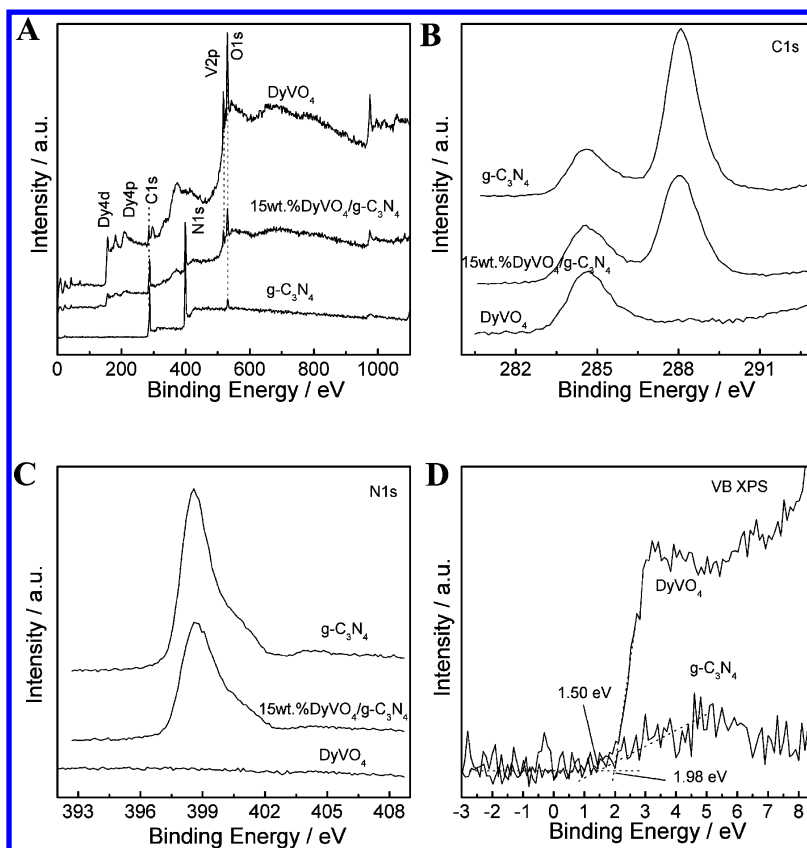 A
Intensity / a.u.
Dy4d
Dy4p
C1s
N1s
V2p
O1s
DyVO₄
15wt.%DyVO₄/g-C₃N₄
g-C₃N₄
0 200 400 600 800 1000
Binding Energy / eV
B
C1s
Intensity / a.u.
g-C₃N₄
15wt.%DyVO₄/g-C₃N₄
DyVO₄
282 285 288 291
Binding Energy / eV
C
N1s
Intensity / a.u.
g-C₃N₄
15wt.%DyVO₄/g-C₃N₄
DyVO₄
393 396 399 402 405 408
Binding Energy / eV
D
VB XPS
Intensity / a.u.
DyVO₄
g-C₃N₄
1.50 eV
1.98 eV
-3 -2 -1 0 1 2 3 4 5 6 7 8
Binding Energy / eV